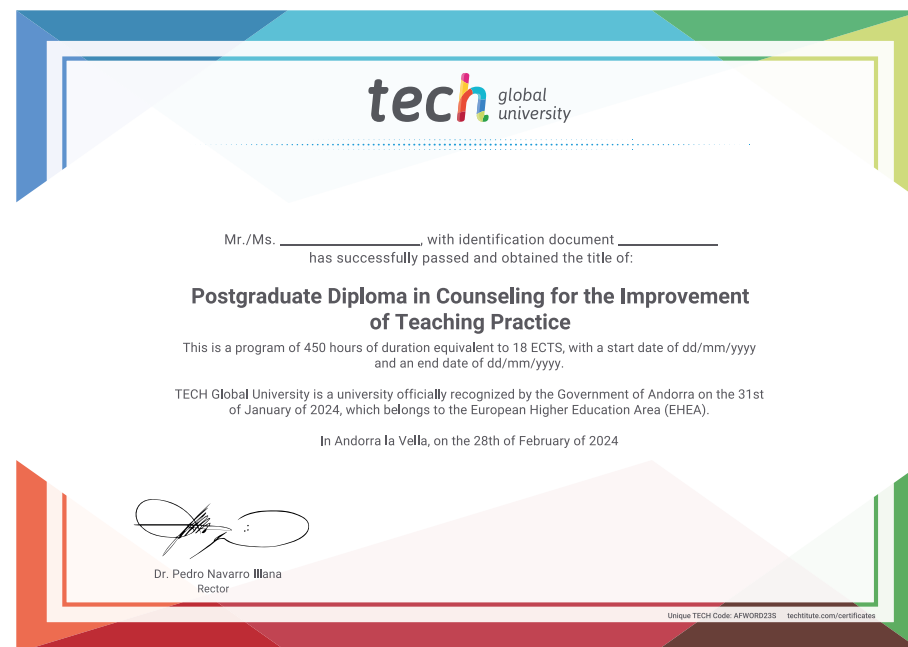 tech global university
Mr./Ms. ____________, with identification document ____________
has successfully passed and obtained the title of:
Postgraduate Diploma in Counseling for the Improvement
of Teaching Practice
This is a program of 450 hours of duration equivalent to 18 ECTS, with a start date of dd/mm/yyyy
and an end date of dd/mm/yyyy.
TECH Global University is a university officially recognized by the Government of Andorra on the 31st
of January of 2024, which belongs to the European Higher Education Area (EHEA).
In Andorra la Vella, on the 28th of February of 2024
Dr. Pedro Navarro Illana
Rector
Unique TECH Code: AFWORD23S techtitute.com/certificates